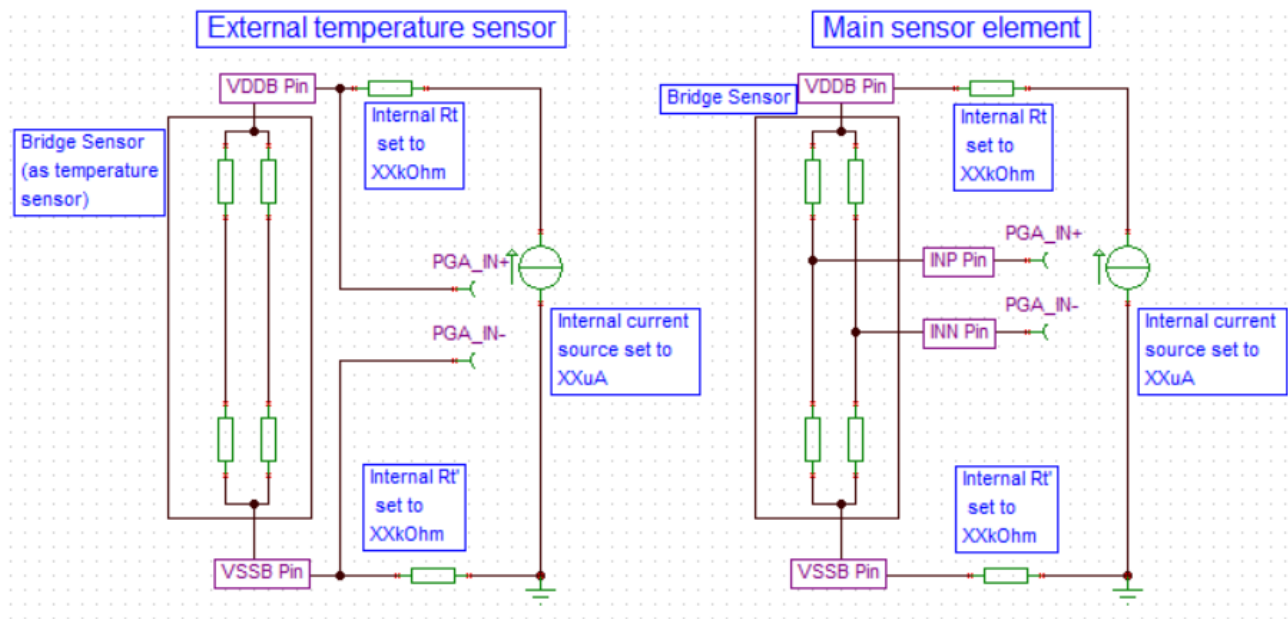 External temperature sensor
VDDB Pin
Internal Rt
set to
XXkOhm
Bridge Sensor
(as temperature
sensor)
PGA_IN+
PGA_IN-
Internal current
source set to
XXuA
Internal Rt'
set to
XXkOhm
VSSB Pin
Main sensor element
VDDB Pin
Bridge Sensor
Internal Rt
set to
XXkOhm
PGA_IN+
INP Pin
PGA_IN-
INN Pin
Internal current
source set to
XXuA
Internal Rt'
set to
XXkOhm
VSSB Pin